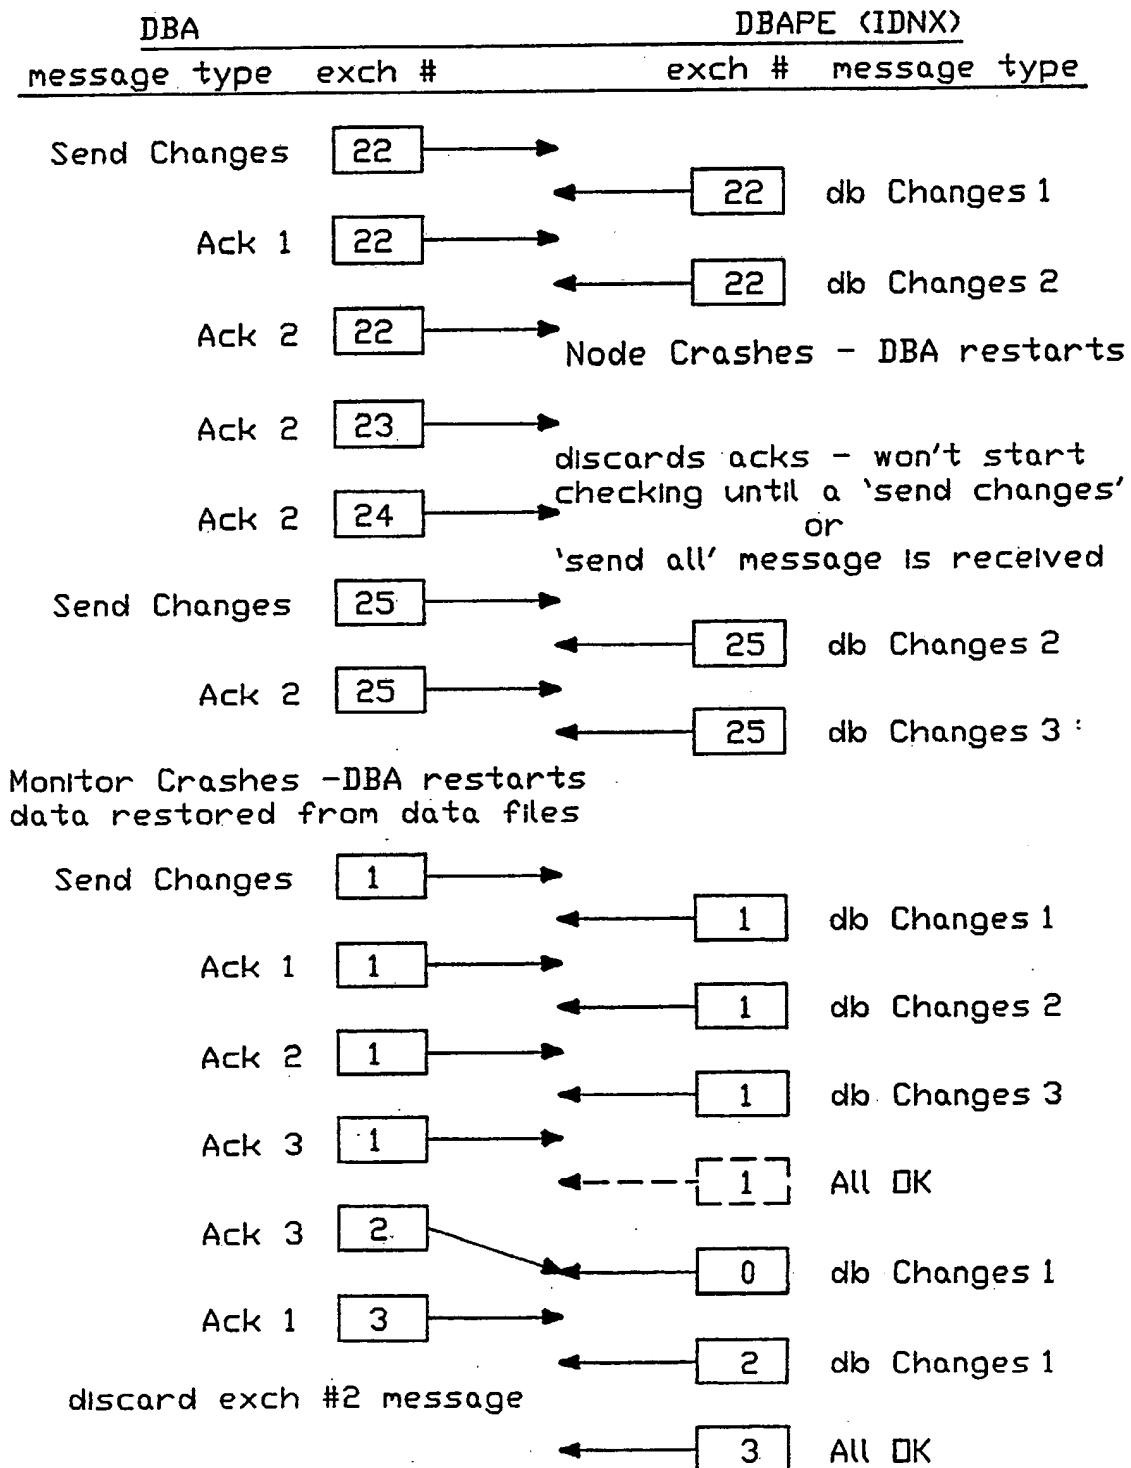 DBA DBAPE (IDNX)
message type exch # exch # message type
Send Changes 22
22 db Changes 1
Ack 1 22
22 db Changes 2
Ack 2 22
Node Crashes - DBA restarts
Ack 2 23
discards acks - won't start
checking until a 'send changes'
Ack 2 24
or
'send all' message is received
Send Changes 25
25 db Changes 2
Ack 2 25
25 db Changes 3
Monitor Crashes -DBA restarts
data restored from data files
Send Changes 1
1 db Changes 1
Ack 1 1
1 db Changes 2
Ack 2 1
1 db Changes 3
Ack 3 1
1 All OK
Ack 3 2
0 db Changes 1
Ack 1 3
2 db Changes 1
discard exch #2 message
3 All OK